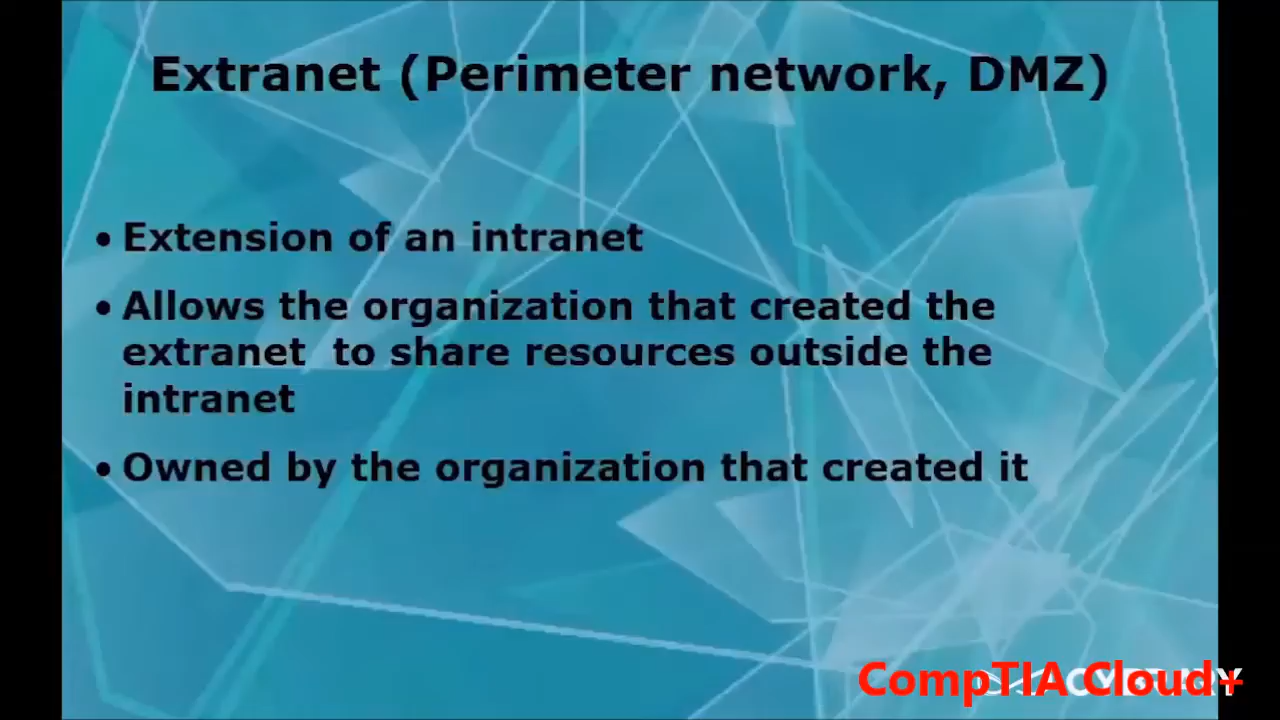 Extranet (Perimeter network, DMZ)
• Extension of an intranet
• Allows the organization that created the
extranet to share resources outside the
intranet
• Owned by the organization that created it
CompTIA Cloud+